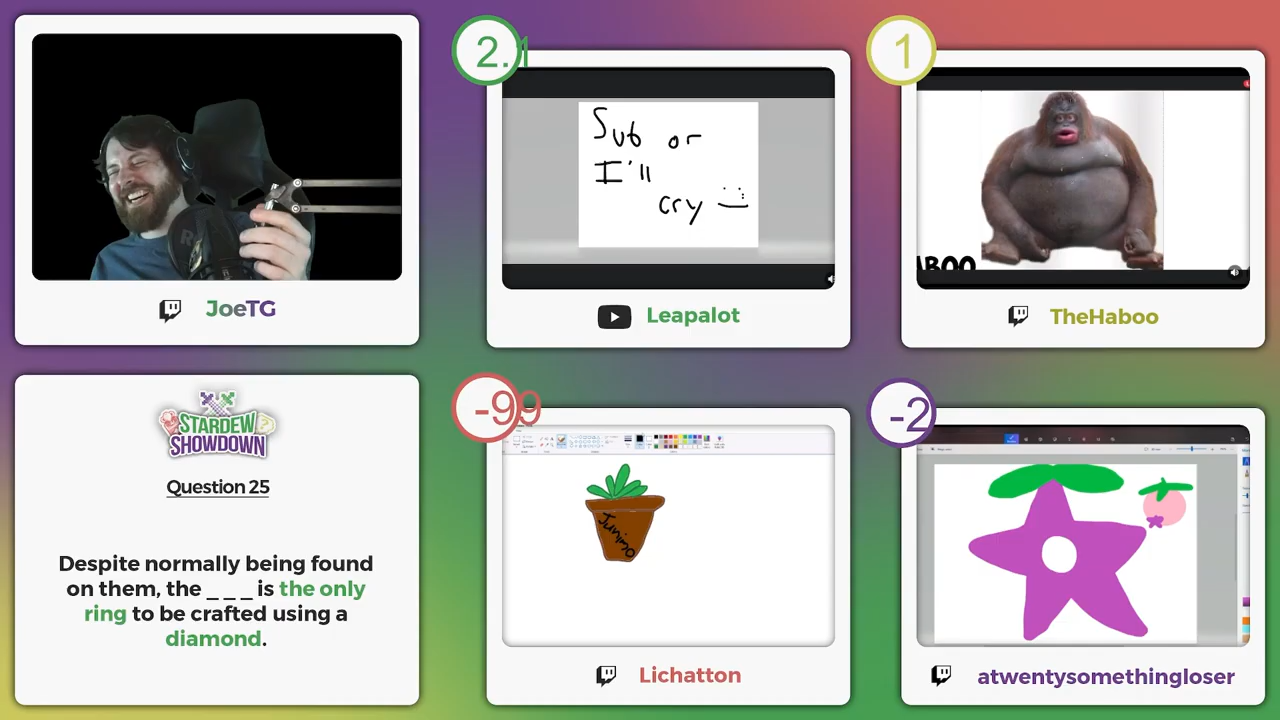 JoeTG
2.1
Sub or
I'll
cry
Leapalot
1
TheHaboo
STARDEW
SHOWDOWN
Question 25
Despite normally being found
on them, the _ _ _ is the only
ring to be crafted using a
diamond.
-99
Junimo
Lichatton
-2
atwentysomethingloser